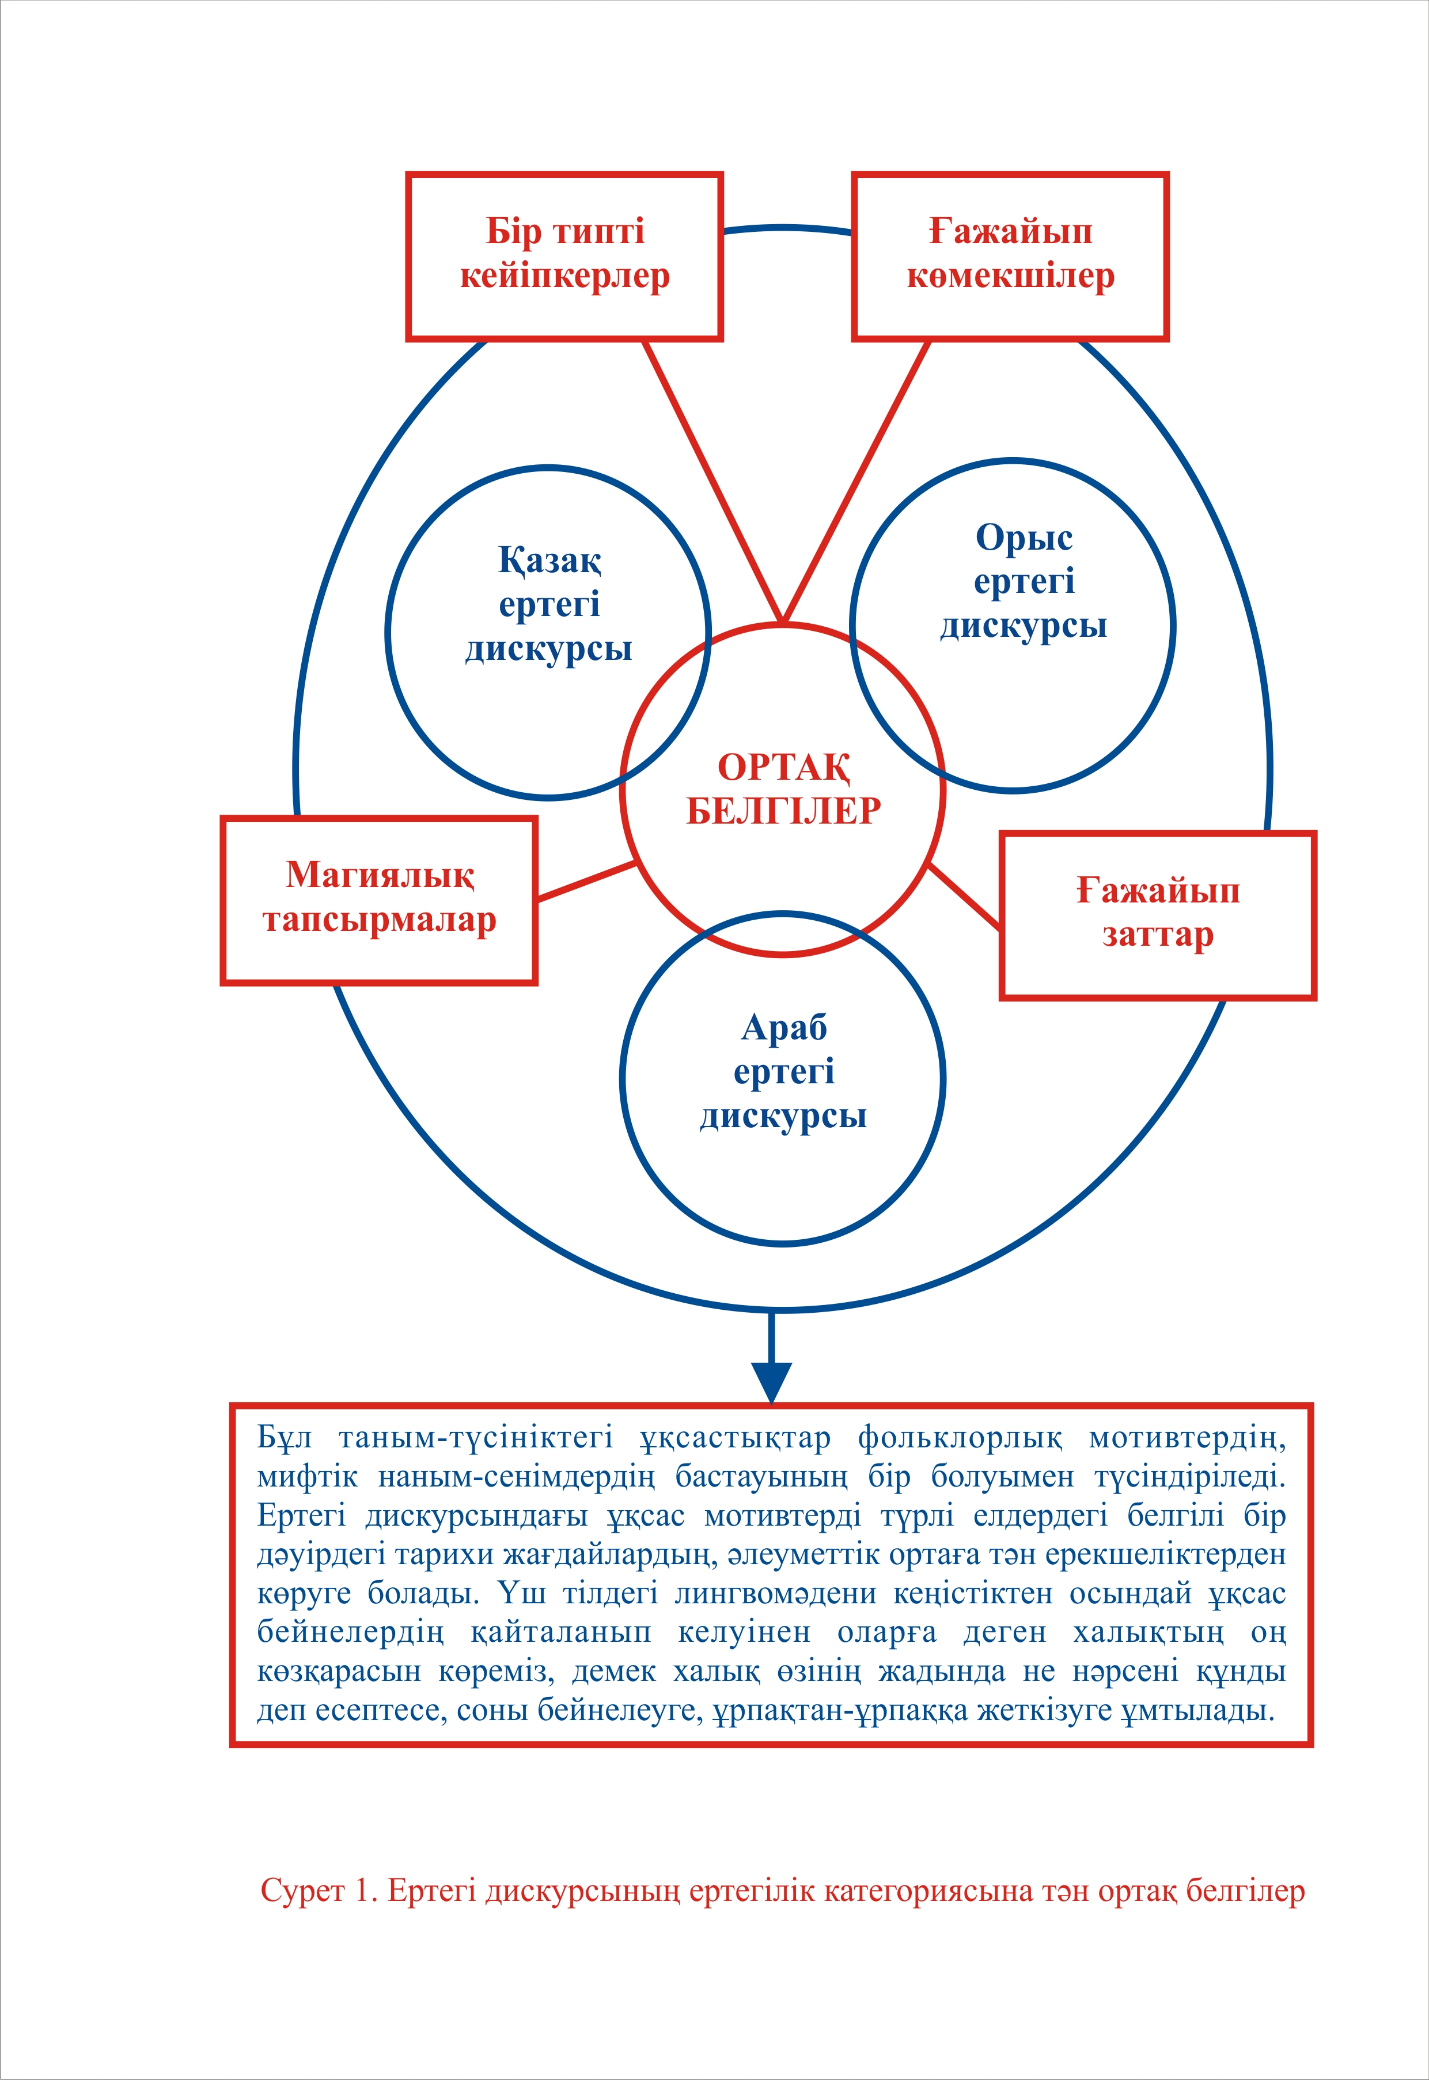 Бір типті
кейіпкерлер
Ғажайып
көмекшілер
Қазақ
ертегі
дискурсы
Орыс
ертегі
дискурсы
ОРТАҚ
БЕЛГІЛЕР
Магиялық
тапсырмалар
Ғажайып
заттар
Араб
ертегі
дискурсы
Бұл таным-түсініктегі ұқсастықтар фольклорлық мотивтердің,
мифтік наным-сенімдердің бастауының бір болуымен түсіндіріледі.
Ертегі дискурсындағы ұқсас мотивтерді түрлі елдердегі белгілі бір
дәуірдегі тарихи жағдайлардың, әлеуметтік ортаға тән ерекшеліктерден
көруге болады. Үш тілдегі лингвомәдени кеңістіктен осындай ұқсас
бейнелердің қайталанып келуінен оларға деген халықтың оң
көзқарасын көреміз, демек халық өзінің жадында не нәрсені құнды
деп есептесе, соны бейнелеуге, ұрпақтан-ұрпаққа жеткізуге ұмтылады.
Сурет 1. Ертегі дискурсының ертегілік категориясына тән ортақ белгілер